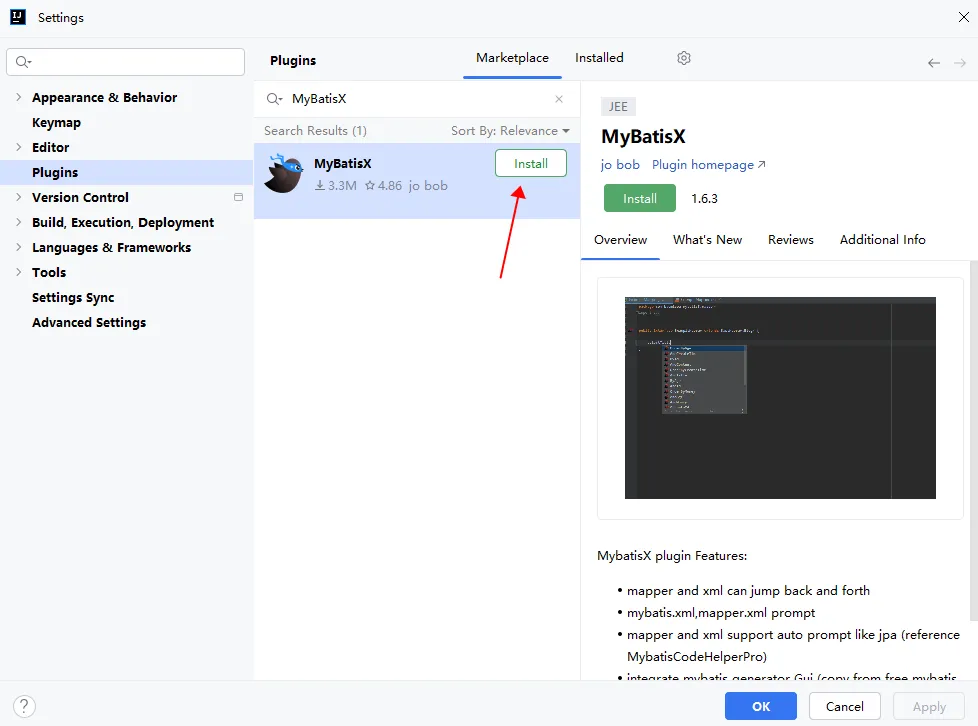 Settings
Plugins
Marketplace
Installed
Appearance & Behavior
Keymap
Editor
Plugins
Version Control
Build, Execution, Deployment
Languages & Frameworks
Tools
Settings Sync
Advanced Settings
MyBatisX
Search Results (1)
Sort By: Relevance
MyBatisX
Install
3.3M
4.86
jo bob
JEE
MyBatisX
jo bob
Plugin homepage
Install
1.6.3
Overview
What's New
Reviews
Additional Info
MybatisX plugin Features:
• mapper and xml can jump back and forth
• mybatis.xml,mapper.xml prompt
• mapper and xml support auto prompt like jpa (reference
MybatisCodeHelperPro)
• integrate mybatis generator Gui (copy from free mybatis
?
OK
Cancel
Apply